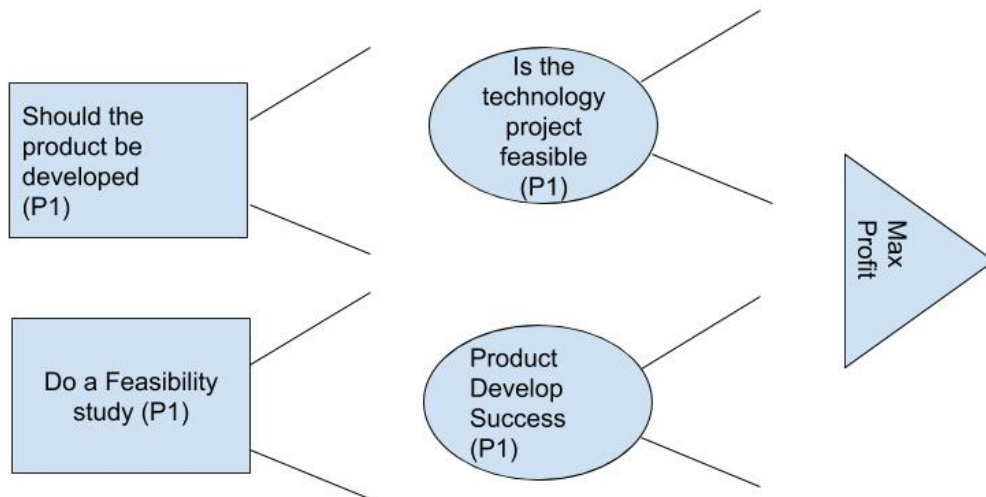 Should the
product be
developed
(P1)
Is the
technology
project
feasible
(P1)
Max
Profit
Do a Feasibility
study (P1)
Product
Develop
Success
(P1)